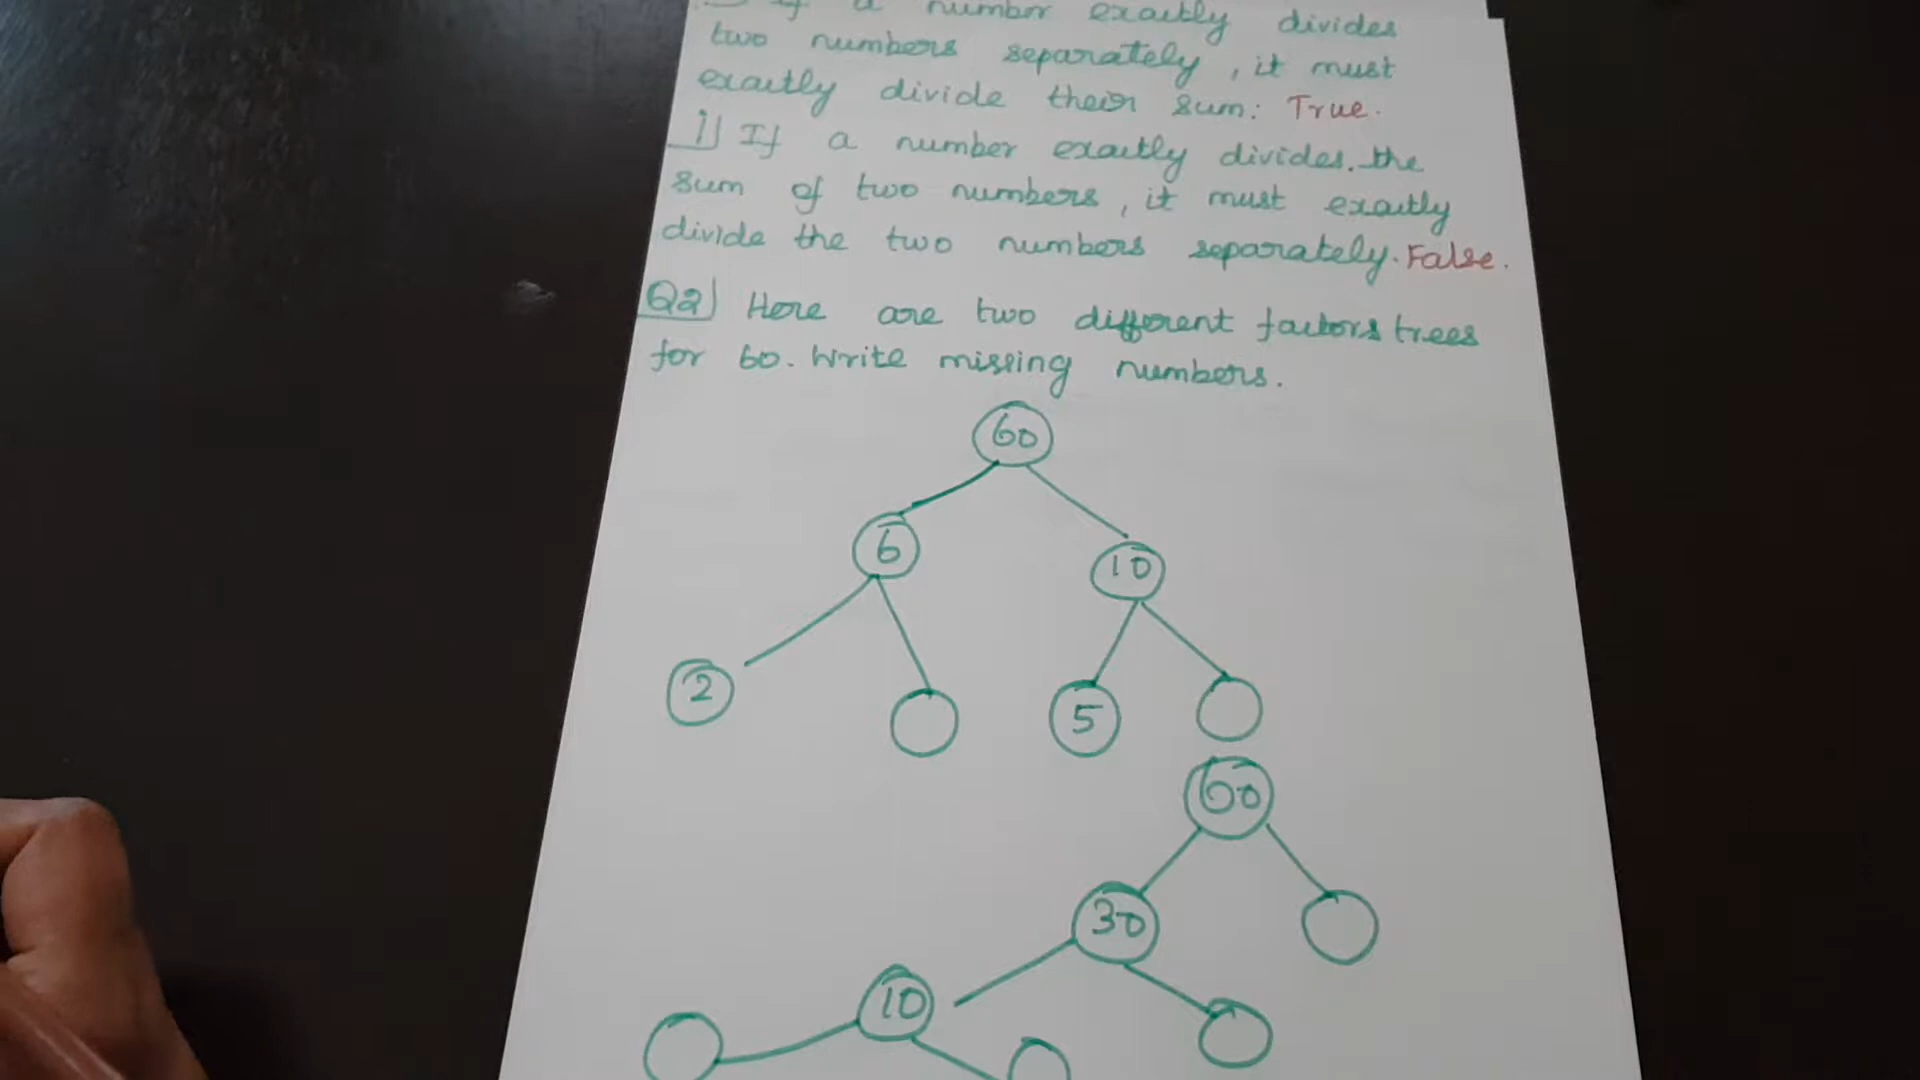 If a number exactly divides
two numbers separately, it must
exactly divide their sum: True.
i) If a number exactly divides. the
sum of two numbers, it must exactly
divide the two numbers separately. False.
Q2) Here are two different factors trees
for 60. Write missing numbers.
60
6
10
2
5
60
30
10